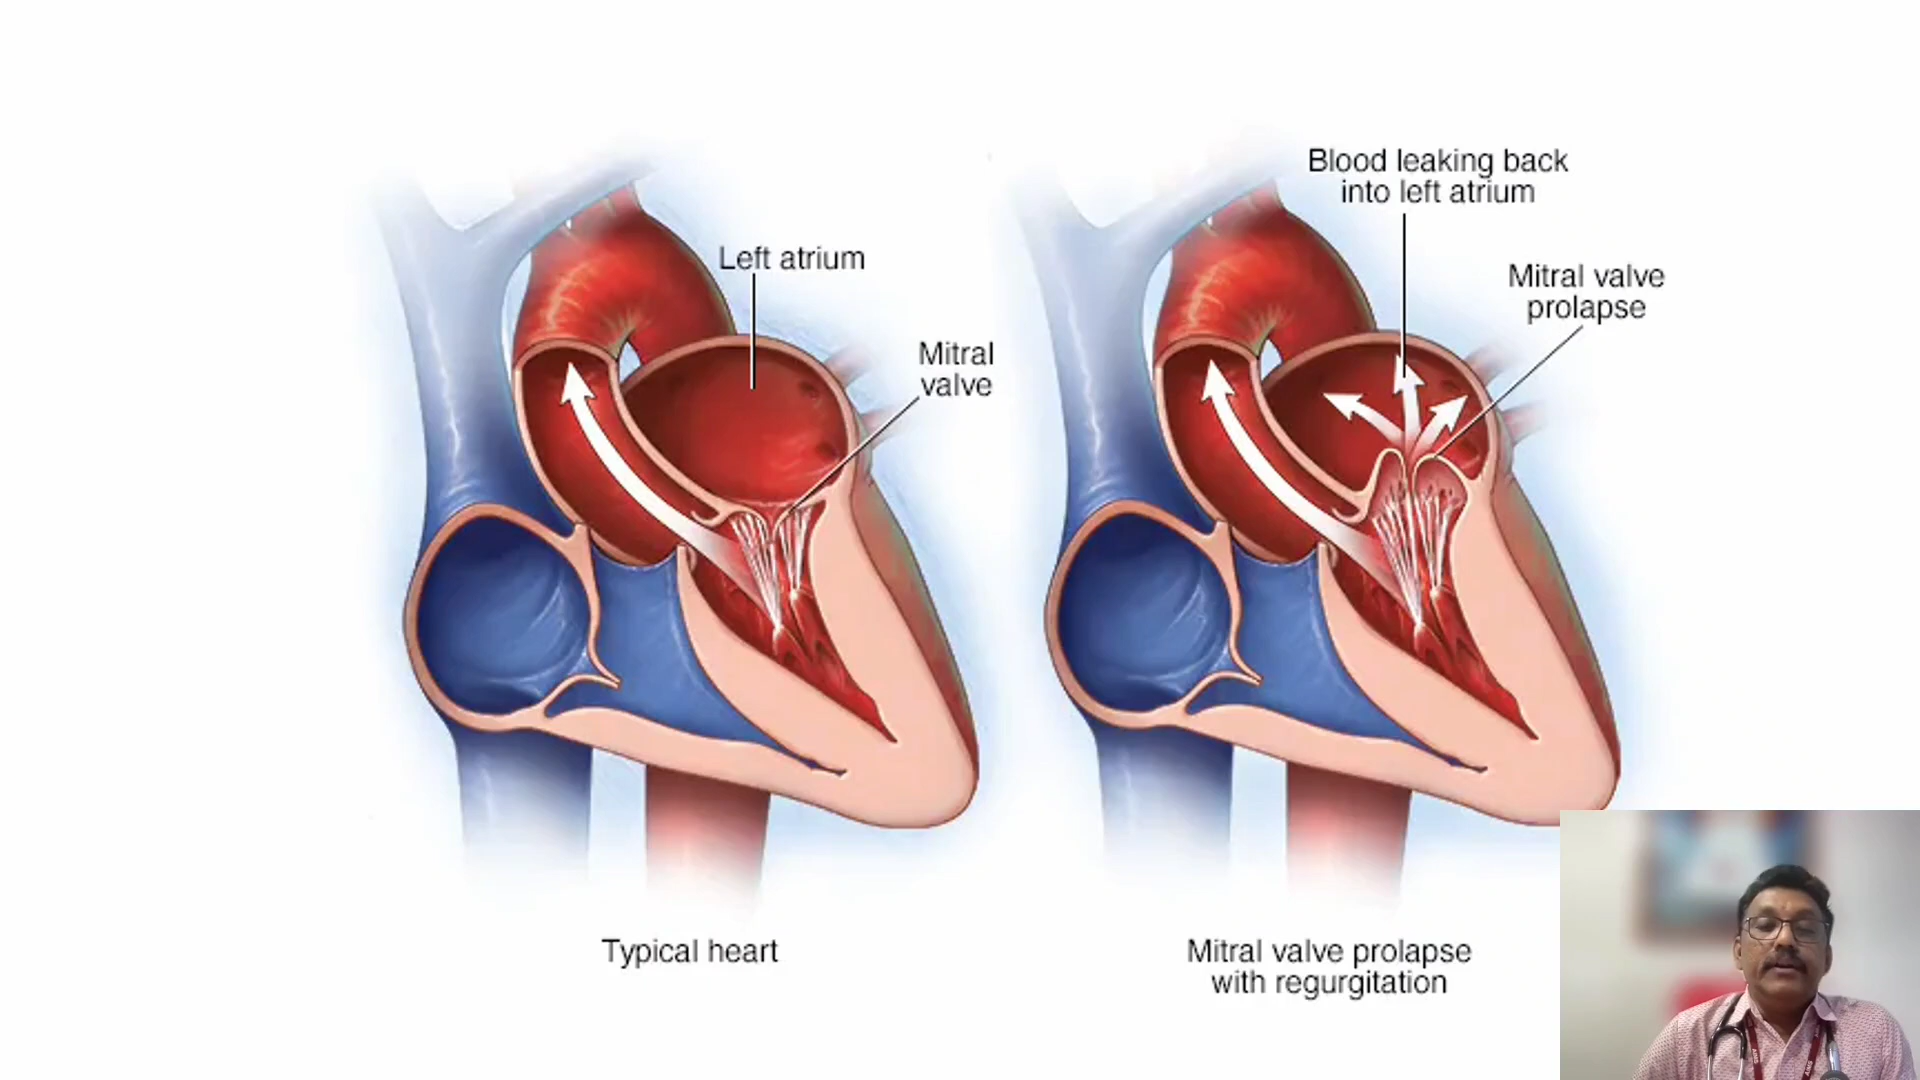 Left atrium
Mitral
valve
Typical heart
Blood leaking back
into left atrium
Mitral valve
prolapse
Mitral valve prolapse
with regurgitation